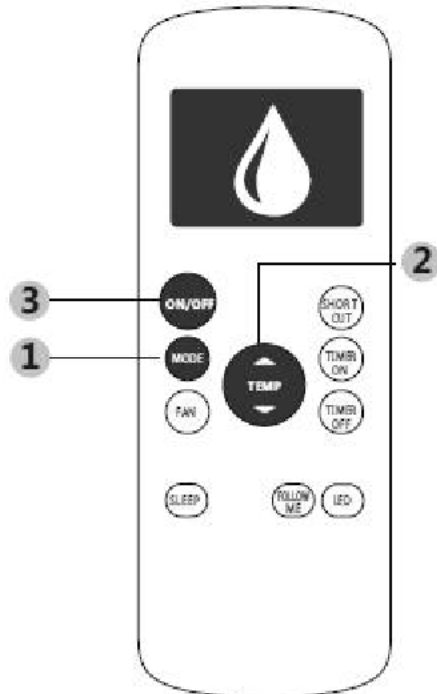 2
3
ON/OFF
SHORT
CUT
1
MODE
TEMP
TIMER
ON
FAN
TIMER
OFF
SLEEP
FOLLOW
ME
LED